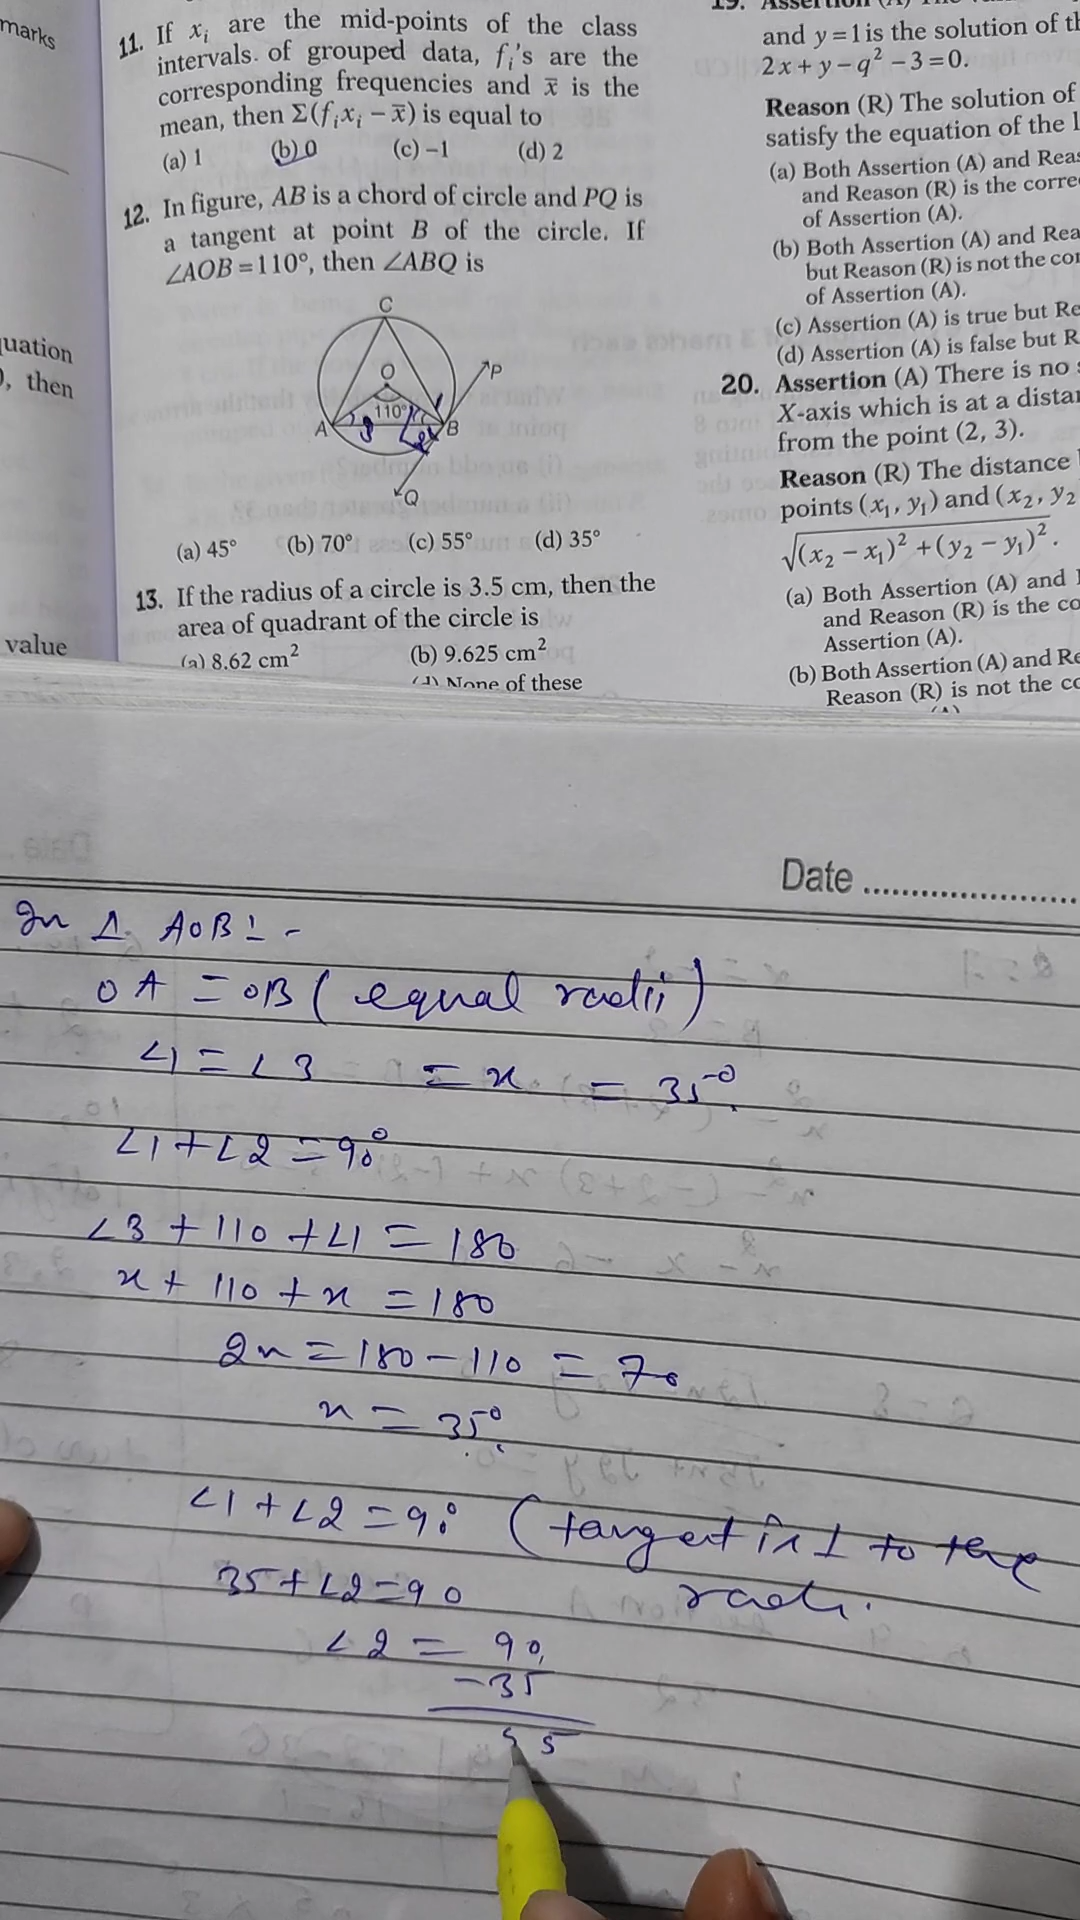 marks
uation
), then
value
11. If xᵢ are the mid-points of the class
intervals. of grouped data, fᵢ's are the
corresponding frequencies and x̄ is the
mean, then Σ(fᵢxᵢ – x̄) is equal to
(a) 1 (b) 0 (c) –1 (d) 2
12. In figure, AB is a chord of circle and PQ is
a tangent at point B of the circle. If
∠AOB = 110°, then ∠ABQ is
C
O
P
110°
1
A 3 2 B
Q
(a) 45° (b) 70° (c) 55° (d) 35°
13. If the radius of a circle is 3.5 cm, then the
area of quadrant of the circle is
(a) 8.62 cm² (b) 9.625 cm²
(d) None of these
19. Assertion (A)
and y = 1 is the solution of th
2x + y – q² – 3 = 0.
Reason (R) The solution of
satisfy the equation of the l
(a) Both Assertion (A) and Reas
and Reason (R) is the corre
of Assertion (A).
(b) Both Assertion (A) and Rea
but Reason (R) is not the cor
of Assertion (A).
(c) Assertion (A) is true but Re
(d) Assertion (A) is false but R
20. Assertion (A) There is no
X-axis which is at a distan
from the point (2, 3).
Reason (R) The distance
points (x₁, y₁) and (x₂, y₂
√(x₂ – x₁)² + (y₂ – y₁)².
(a) Both Assertion (A) and
and Reason (R) is the co
Assertion (A).
(b) Both Assertion (A) and Re
Reason (R) is not the co
Date
In Δ AOB :-
OA = OB ( equal radii )
∠1 = ∠3 = x = 35°.
∠1 + ∠2 = 90°
∠3 + 110 + ∠1 = 180
x + 110 + x = 180
2x = 180 – 110 = 70
x = 35°.
∠1 + ∠2 = 90° ( tangent is ⊥ to the
35 + ∠2 = 90 radi.
∠2 = 90
– 35
55